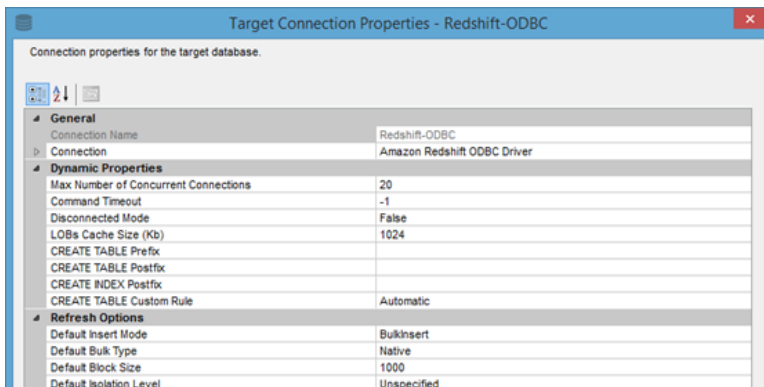 Target Connection Properties - Redshift-ODBC
Connection properties for the target database.
General
Connection Name Redshift-ODBC
Connection Amazon Redshift ODBC Driver
Dynamic Properties
Max Number of Concurrent Connections 20
Command Timeout -1
Disconnected Mode False
LOBs Cache Size (Kb) 1024
CREATE TABLE Prefix
CREATE TABLE Postfix
CREATE INDEX Postfix
CREATE TABLE Custom Rule Automatic
Refresh Options
Default Insert Mode BulkInsert
Default Bulk Type Native
Default Block Size 1000
Default Isolation Level Unspecified